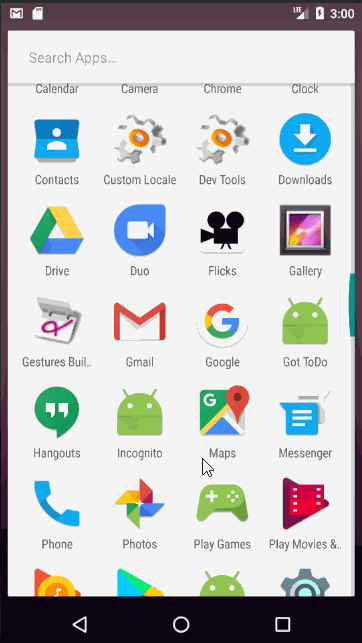 LTE 3:00
Search Apps...
Calendar Camera Chrome Clock
Contacts Custom Locale Dev Tools Downloads
Drive Duo Flicks Gallery
Gestures Buil.. Gmail Google Got ToDo
G
Hangouts Incognito Maps Messenger
Phone Photos Play Games Play Movies &..